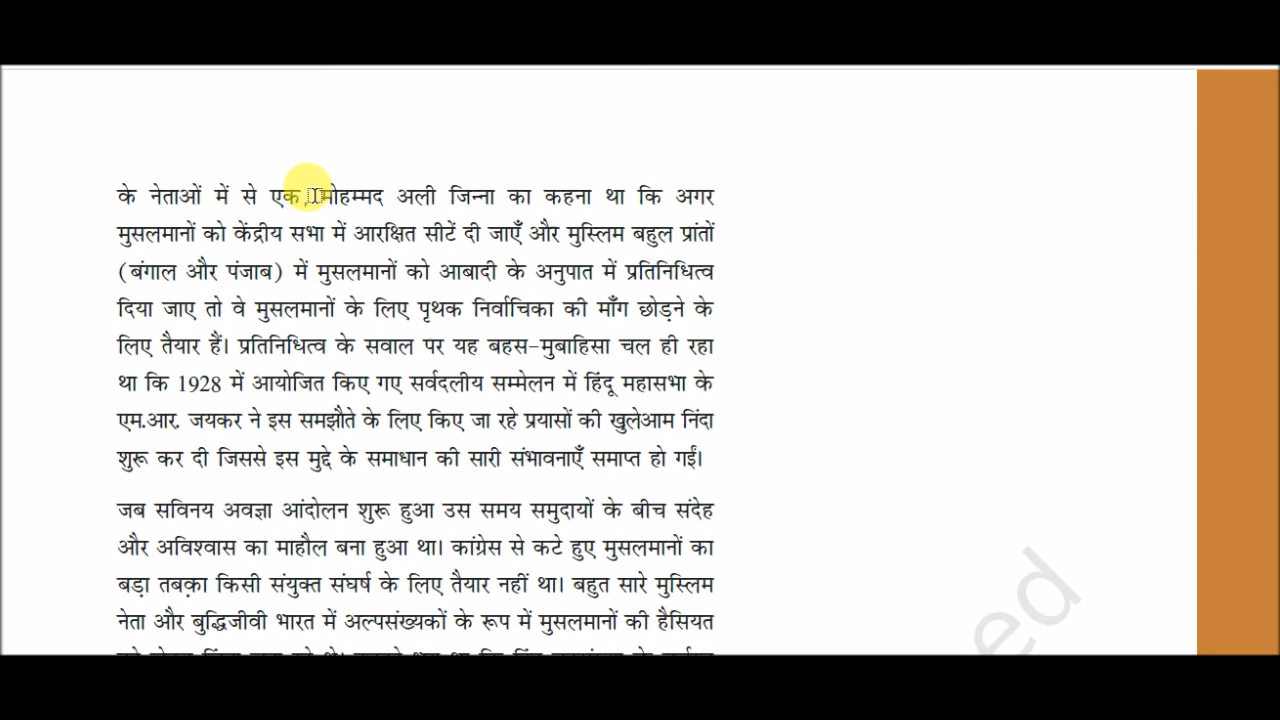 के नेताओं में से एक, मोहम्मद अली जिन्ना का कहना था कि अगर
मुसलमानों को केंद्रीय सभा में आरक्षित सीटें दी जाएँ और मुस्लिम बहुल प्रांतों
(बंगाल और पंजाब) में मुसलमानों को आबादी के अनुपात में प्रतिनिधित्व
दिया जाए तो वे मुसलमानों के लिए पृथक निर्वाचिका की माँग छोड़ने के
लिए तैयार हैं। प्रतिनिधित्व के सवाल पर यह बहस-मुबाहिसा चल ही रहा
था कि 1928 में आयोजित किए गए सर्वदलीय सम्मेलन में हिंदू महासभा के
एम.आर. जयकर ने इस समझौते के लिए किए जा रहे प्रयासों की खुलेआम निंदा
शुरू कर दी जिससे इस मुद्दे के समाधान की सारी संभावनाएँ समाप्त हो गईं।
जब सविनय अवज्ञा आंदोलन शुरू हुआ उस समय समुदायों के बीच संदेह
और अविश्वास का माहौल बना हुआ था। कांग्रेस से कटे हुए मुसलमानों का
बड़ा तबक़ा किसी संयुक्त संघर्ष के लिए तैयार नहीं था। बहुत सारे मुस्लिम
नेता और बुद्धिजीवी भारत में अल्पसंख्यकों के रूप में मुसलमानों की हैसियत
ed